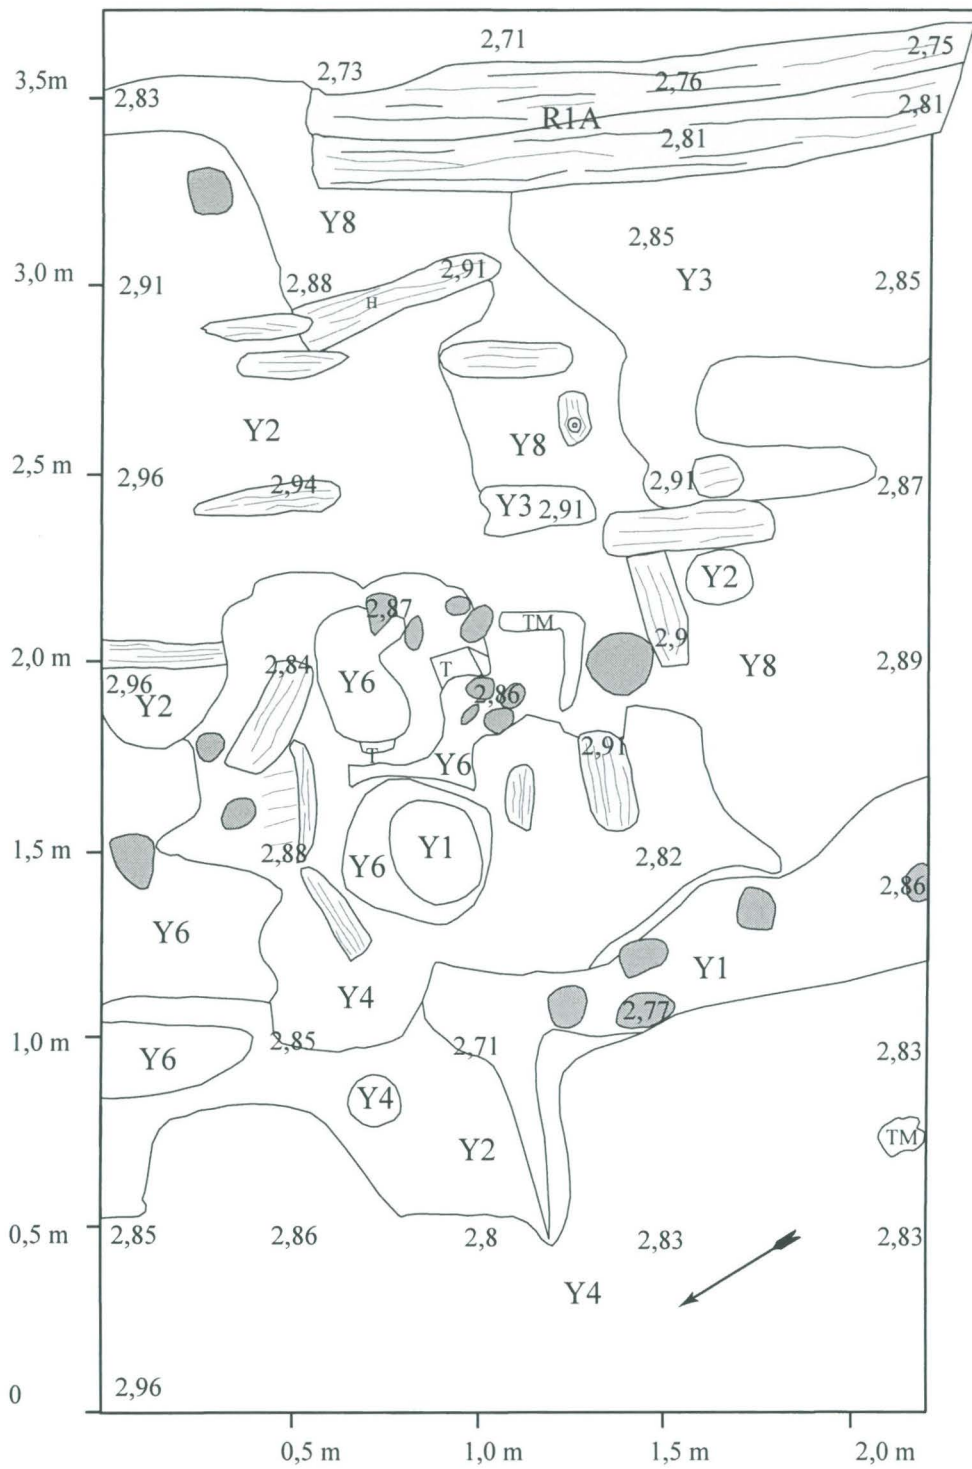 2,71
2,75
3,5m
2,73
2,76
2,83
2,81
R1A
2,81
Y8
2,85
3,0 m
2,91
2,88
2,91
Y3
2,85
H
Y2
Y8
2,5 m
2,96
2,94
2,91
2,87
Y3
2,91
Y2
2,87
TM
2,9
2,0 m
2,84
T
Y8
2,89
2,96
Y6
2,86
Y2
T
Y6
2,91
1,5 m
2,88
Y6
Y1
2,82
2,86
Y6
Y1
Y4
2,77
1,0 m
2,85
2,71
2,83
Y6
Y4
TM
Y2
0,5 m
2,85
2,86
2,8
2,83
2,83
Y4
0
2,96
0,5 m
1,0 m
1,5 m
2,0 m